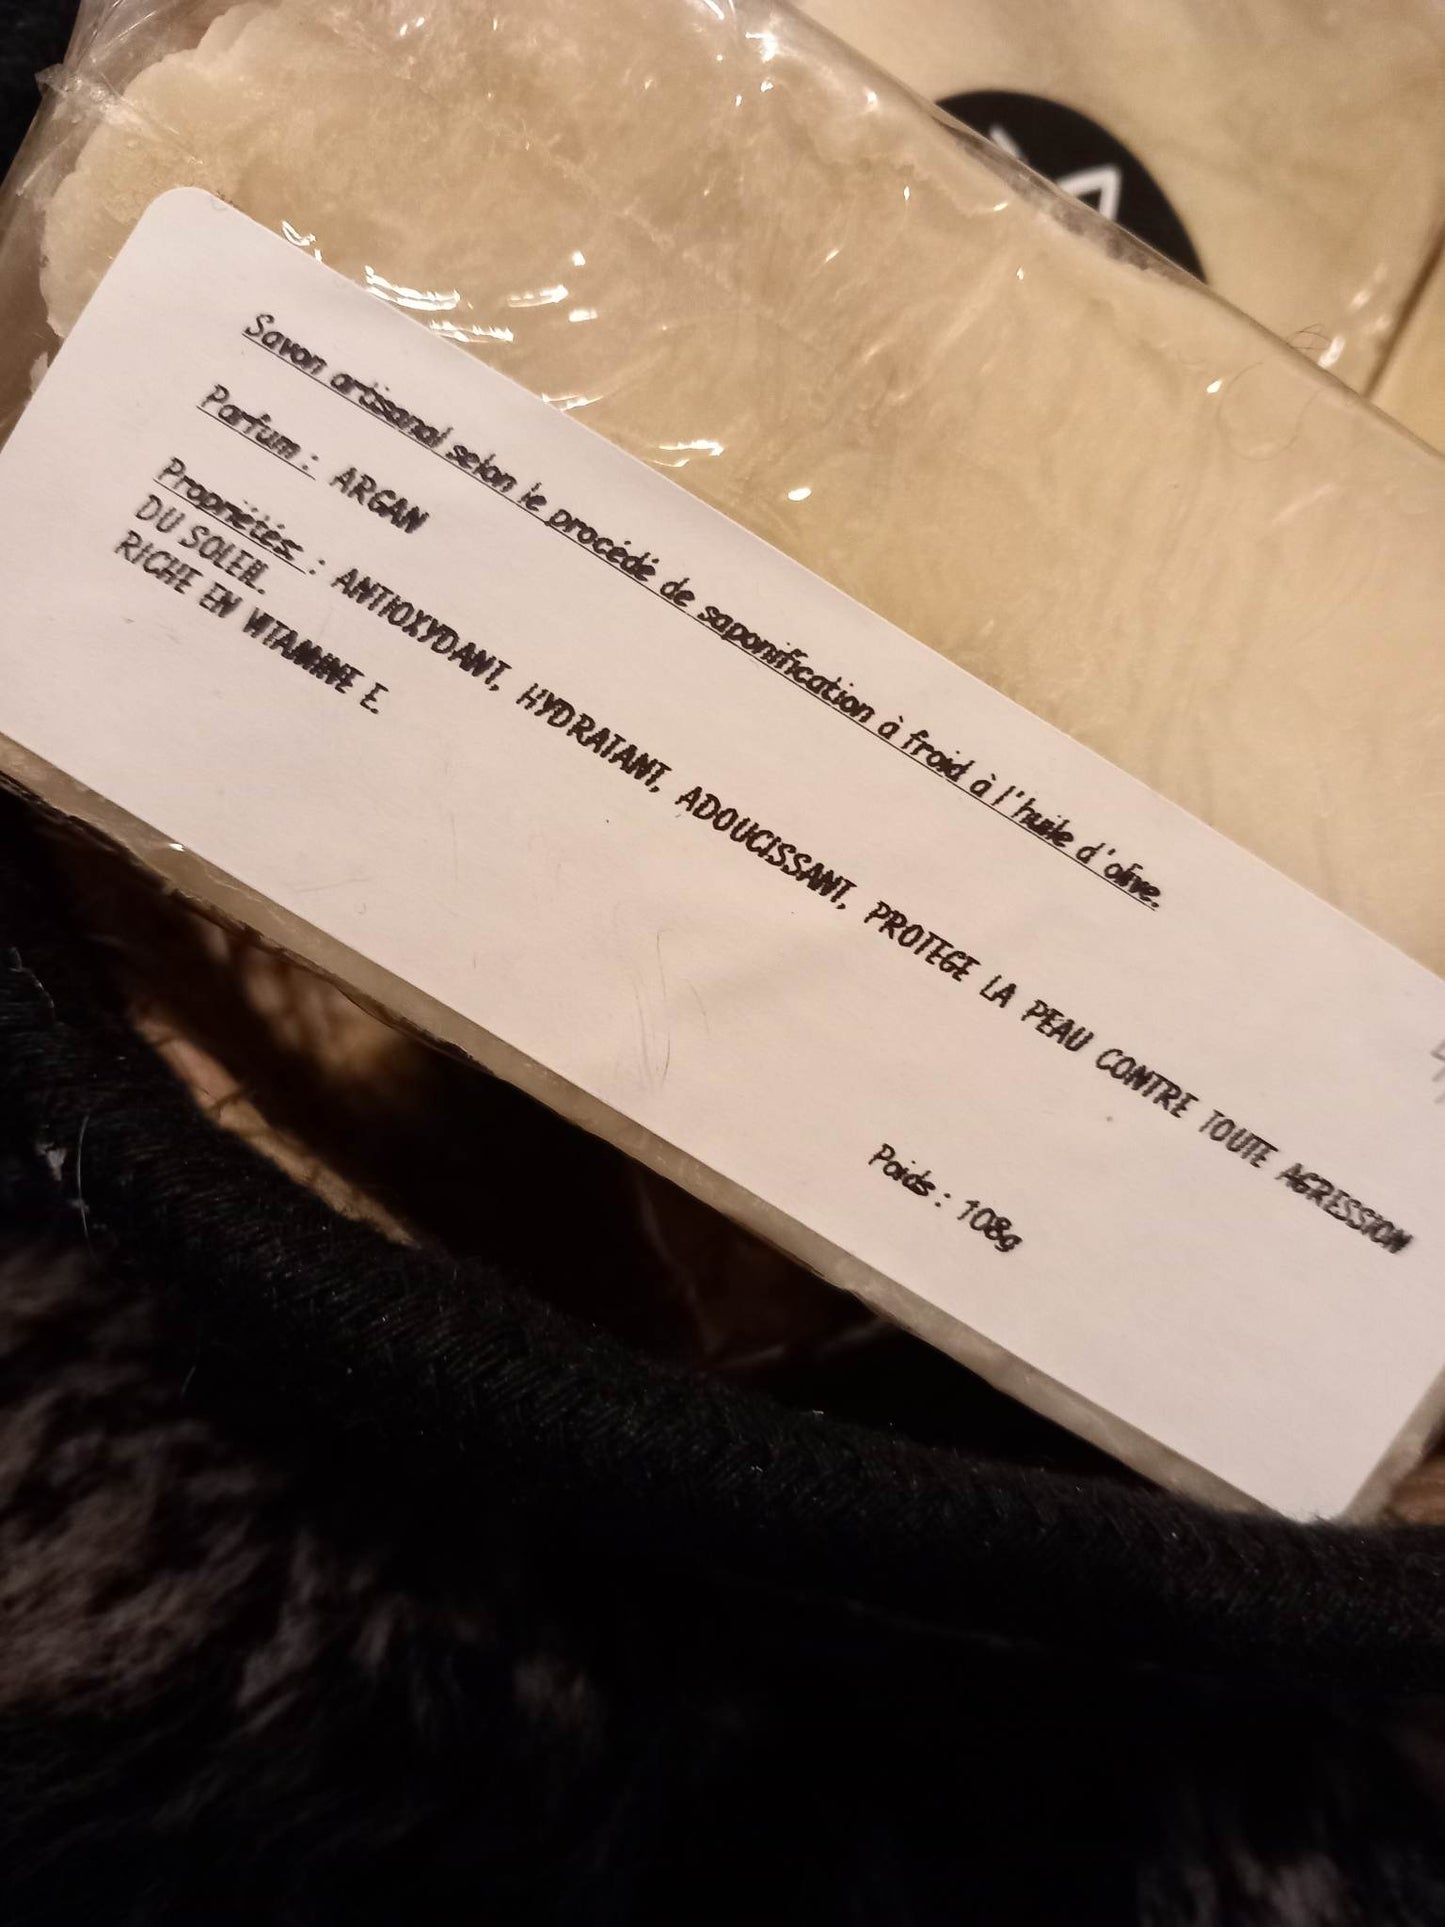 Savon artisanal selon le procédé de saponification à froid à l'huile d'olive.
Parfum : ARGAN
Propriétés : ANTIOXYDANT, HYDRATANT, ADOUCISSANT, PROTEGE LA PEAU CONTRE TOUTE AGRESSION
DU SOLEIL.
RICHE EN VITAMINE E.
Poids : 108g